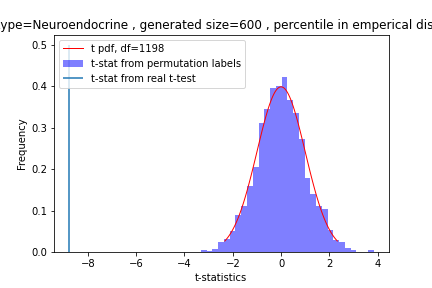 ype=Neuroendocrine , generated size=600 , percentile in emperical dis
t pdf, df=1198
t-stat from permutation labels
t-stat from real t-test
Frequency
0.5
0.4
0.3
0.2
0.1
0.0
−8
−6
−4
−2
0
2
4
t-statistics